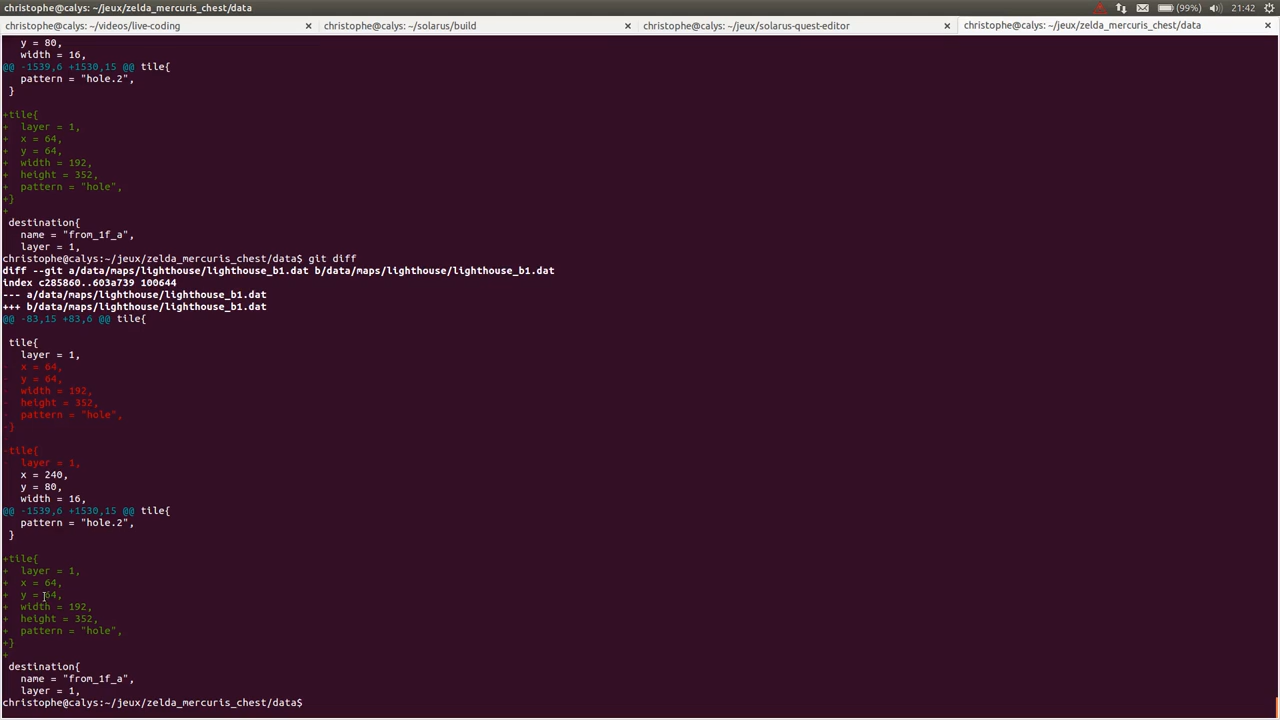 christophe@calys: ~/jeux/zelda_mercuris_chest/data
(99%) 21:42
christophe@calys: ~/videos/live-coding
christophe@calys: ~/solarus/build
christophe@calys: ~/jeux/solarus-quest-editor
christophe@calys: ~/jeux/zelda_mercuris_chest/data
y = 80,
width = 16,
@@ -1539,6 +1530,15 @@ tile{
pattern = "hole.2",
}
+tile{
+ layer = 1,
+ x = 64,
+ y = 64,
+ width = 192,
+ height = 352,
+ pattern = "hole",
+}
+
destination{
name = "from_1f_a",
layer = 1,
christophe@calys:~/jeux/zelda_mercuris_chest/data$ git diff
diff --git a/data/maps/lighthouse/lighthouse_b1.dat b/data/maps/lighthouse/lighthouse_b1.dat
index c285860..603a739 100644
--- a/data/maps/lighthouse/lighthouse_b1.dat
+++ b/data/maps/lighthouse/lighthouse_b1.dat
@@ -83,15 +83,6 @@ tile{
tile{
layer = 1,
- x = 64,
- y = 64,
- width = 192,
- height = 352,
- pattern = "hole",
-}
-
-tile{
- layer = 1,
x = 240,
y = 80,
width = 16,
@@ -1539,6 +1530,15 @@ tile{
pattern = "hole.2",
}
+tile{
+ layer = 1,
+ x = 64,
+ y = 64,
+ width = 192,
+ height = 352,
+ pattern = "hole",
+}
+
destination{
name = "from_1f_a",
layer = 1,
christophe@calys:~/jeux/zelda_mercuris_chest/data$